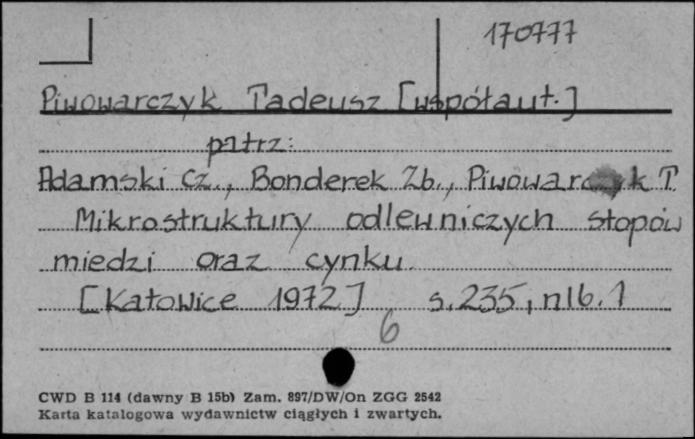 170777
Piwowarczyk Tadeusz [współaut.]
patrz:
Adamski Cz., Bonderek Zb., Piwowarczyk T.
Mikrostruktury odlewniczych stopów
miedzi oraz cynku.
[Katowice 1972] s. 235, nlb. 1
6
CWD B 114 (dawny B 15b) Zam. 897/DW/On ZGG 2542
Karta katalogowa wydawnictw ciągłych i zwartych.